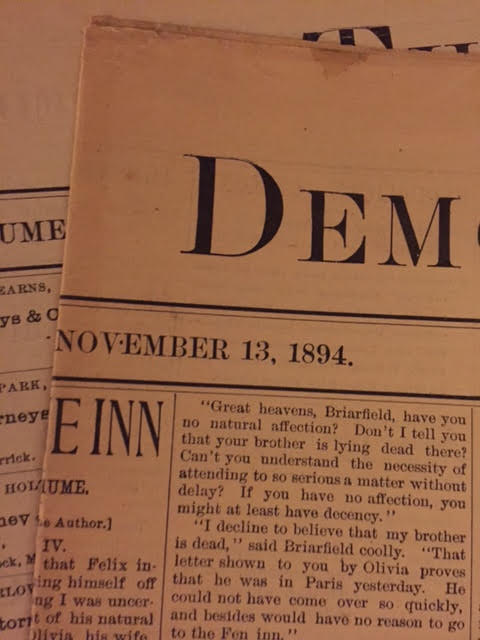 DEM
NOVEMBER 13, 1894.
E INN
UME.
e Author.]
IV.
that Felix in-
ing himself off
ng I was uncer-
t of his natural
livia his wife
"Great heavens, Briarfield, have you
no natural affection? Don't I tell you
that your brother is lying dead there?
Can't you understand the necessity of
attending to so serious a matter without
delay? If you have no affection, you
might at least have decency."
"I decline to believe that my brother
is dead," said Briarfield coolly. "That
letter shown to you by Olivia proves
that he was in Paris yesterday. He
could not have come over so quickly,
and besides would have no reason to go
to the Fen inn."
UME
EARNS,
ys & C
PARK,
rneys
rrick.
HOL
ney
ck, M
torn